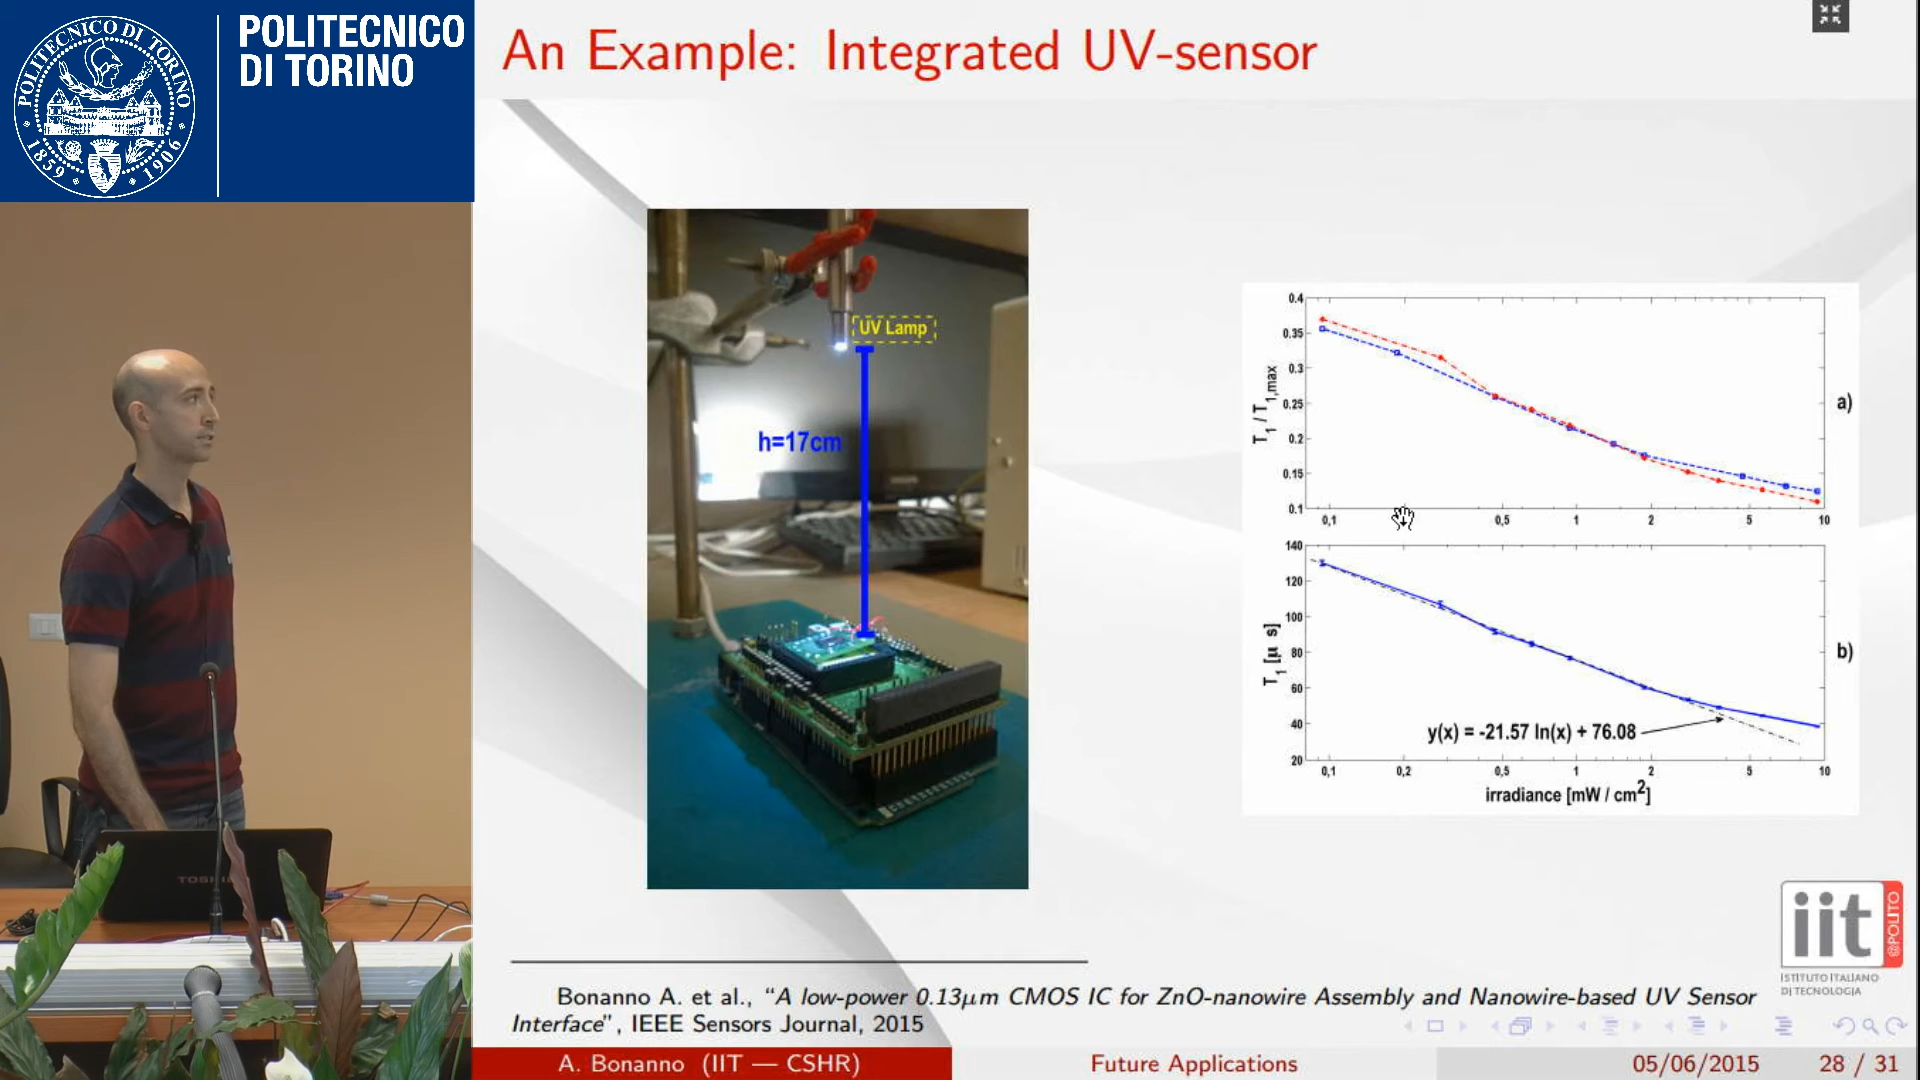 POLITECNICO
DI TORINO
POLITECNICO DI TORINO
1859
1906
An Example: Integrated UV-sensor
UV Lamp
h=17cm
0.4
0.35
0.3
0.25
0.2
0.15
0.1
T1 / T1,max
0,1
0,5
1
2
5
10
a)
140
120
100
80
60
40
20
T1 [μ s]
y(x) = -21.57 ln(x) + 76.08
0,1
0,2
0,5
1
2
5
10
b)
irradiance [mW / cm2]
iit
@POLITO
ISTITUTO ITALIANO
DI TECNOLOGIA
Bonanno A. et al., “A low-power 0.13μm CMOS IC for ZnO-nanowire Assembly and Nanowire-based UV Sensor
Interface”, IEEE Sensors Journal, 2015
A. Bonanno (IIT — CSHR)
Future Applications
05/06/2015
28 / 31